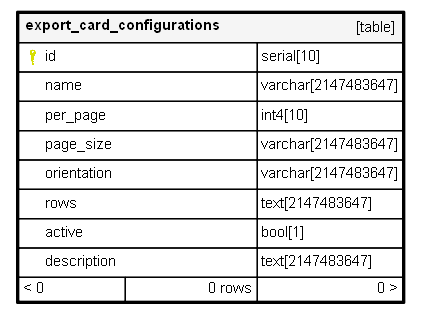 export_card_configurations [table]
id serial[10]
name varchar[2147483647]
per_page int4[10]
page_size varchar[2147483647]
orientation varchar[2147483647]
rows text[2147483647]
active bool[1]
description text[2147483647]
< 0 0 rows 0 >